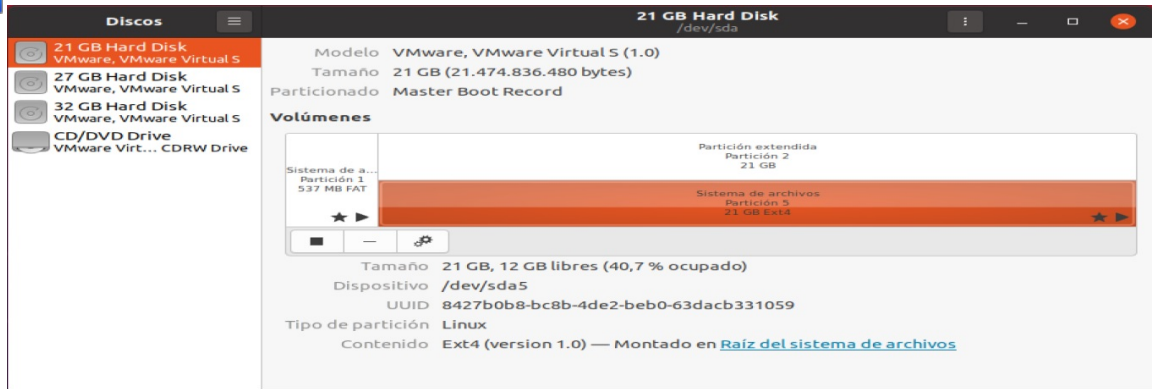 Discos
21 GB Hard Disk
/dev/sda
21 GB Hard Disk
VMware, VMware Virtual S
27 GB Hard Disk
VMware, VMware Virtual S
32 GB Hard Disk
VMware, VMware Virtual S
CD/DVD Drive
VMware Virt... CDRW Drive
Modelo VMware, VMware Virtual S (1.0)
Tamaño 21 GB (21.474.836.480 bytes)
Particionado Master Boot Record
Volúmenes
Sistema de a...
Partición 1
537 MB FAT
Partición extendida
Partición 2
21 GB
Sistema de archivos
Partición 5
21 GB Ext4
Tamaño 21 GB, 12 GB libres (40,7 % ocupado)
Dispositivo /dev/sda5
UUID 8427b0b8-bc8b-4de2-beb0-63dacb331059
Tipo de partición Linux
Contenido Ext4 (version 1.0) — Montado en Raíz del sistema de archivos